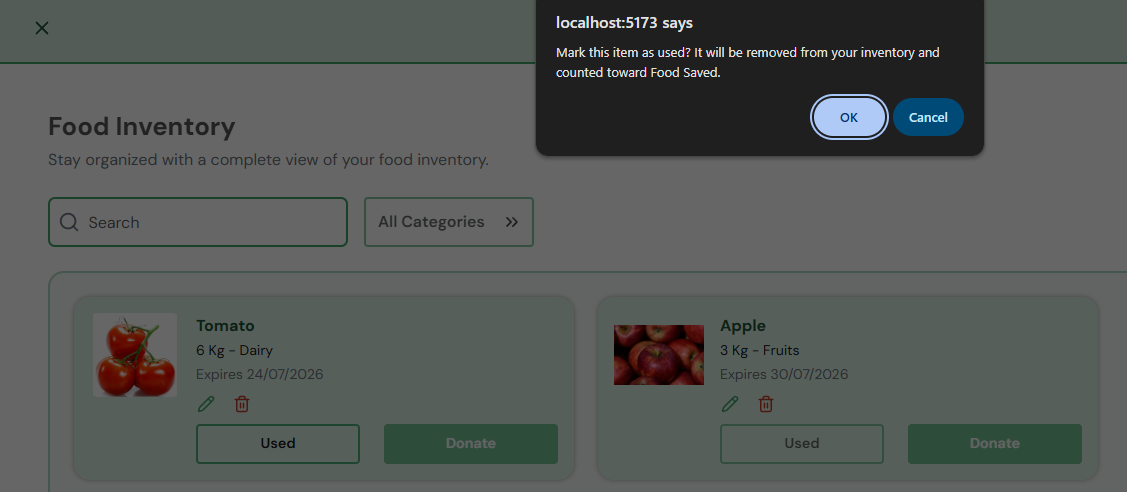 localhost:5173 says
Mark this item as used? It will be removed from your inventory and
counted toward Food Saved.
OK
Cancel
Food Inventory
Stay organized with a complete view of your food inventory.
Search
All Categories
Tomato
6 Kg - Dairy
Expires 24/07/2026
Used
Donate
Apple
3 Kg - Fruits
Expires 30/07/2026
Used
Donate